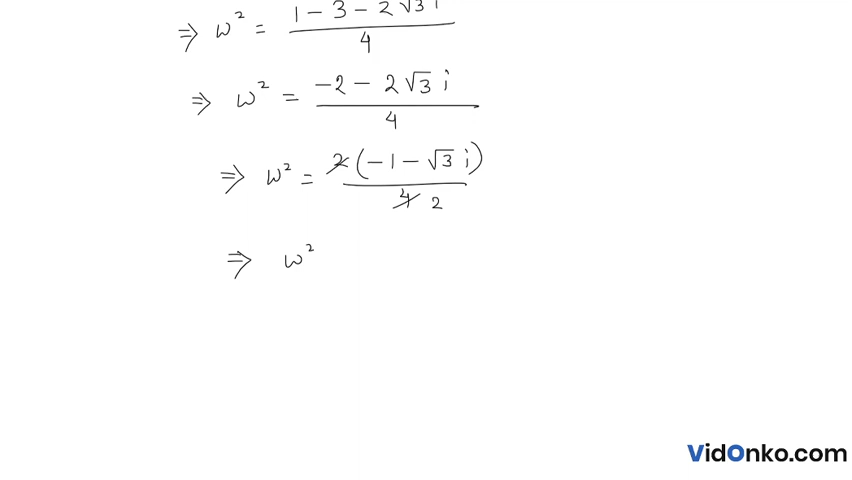 ⇒ ω² = (1 - 3 - 2√3 i)/4
⇒ ω² = (-2 - 2√3 i)/4
⇒ ω² = 2(-1 - √3 i)/4 2
⇒ ω²
VidOnko.com